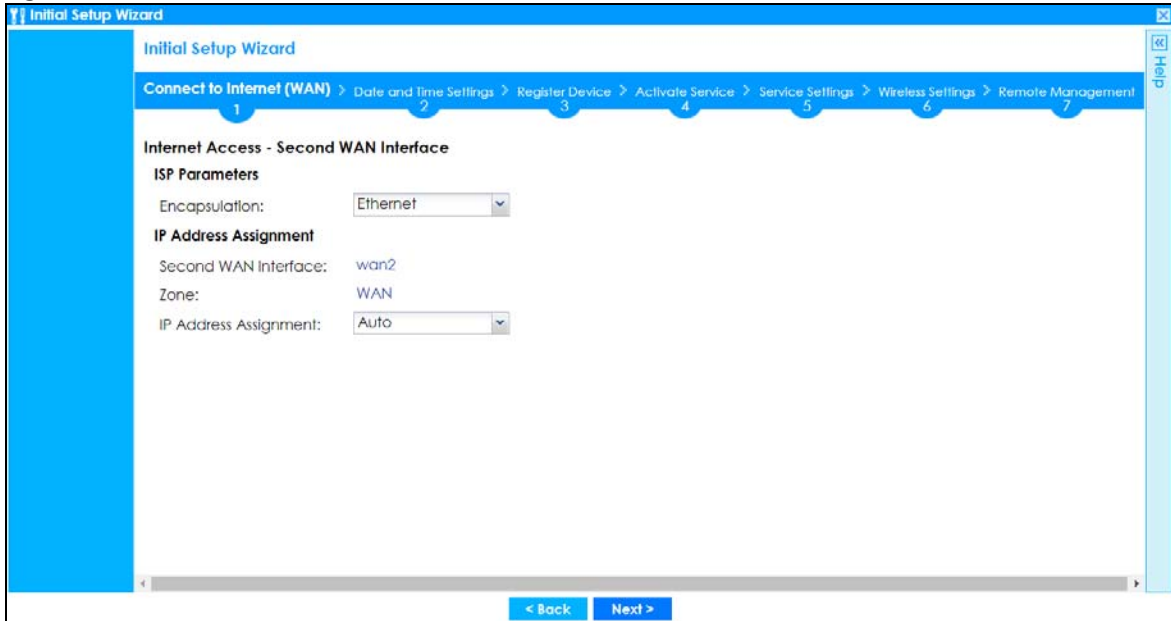 Initial Setup Wizard
Initial Setup Wizard
« Help
Connect to Internet (WAN) > Date and Time Settings > Register Device > Activate Service > Service Settings > Wireless Settings > Remote Management
1 2 3 4 5 6 7
Internet Access - Second WAN Interface
ISP Parameters
Encapsulation: Ethernet
IP Address Assignment
Second WAN Interface: wan2
Zone: WAN
IP Address Assignment: Auto
< Back Next >